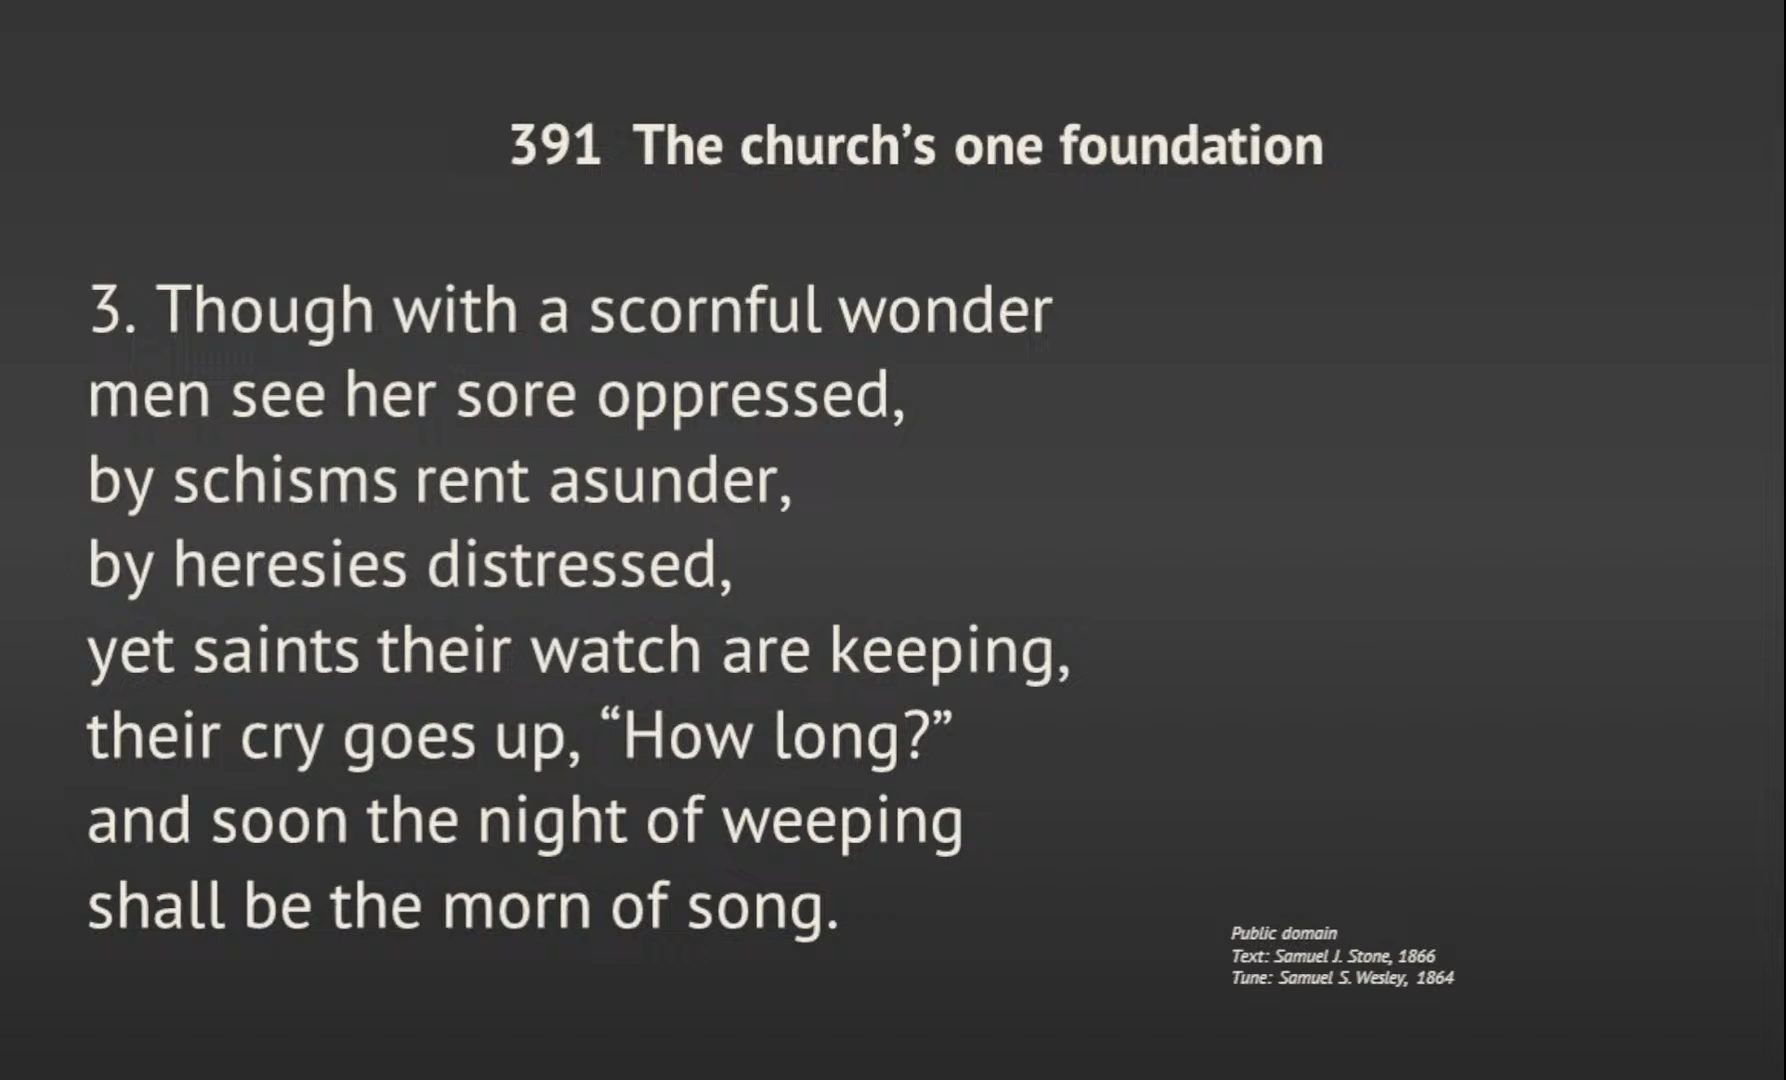 391 The church’s one foundation
3. Though with a scornful wonder
men see her sore oppressed,
by schisms rent asunder,
by heresies distressed,
yet saints their watch are keeping,
their cry goes up, “How long?”
and soon the night of weeping
shall be the morn of song.
Public domain
Text: Samuel J. Stone, 1866
Tune: Samuel S. Wesley, 1864